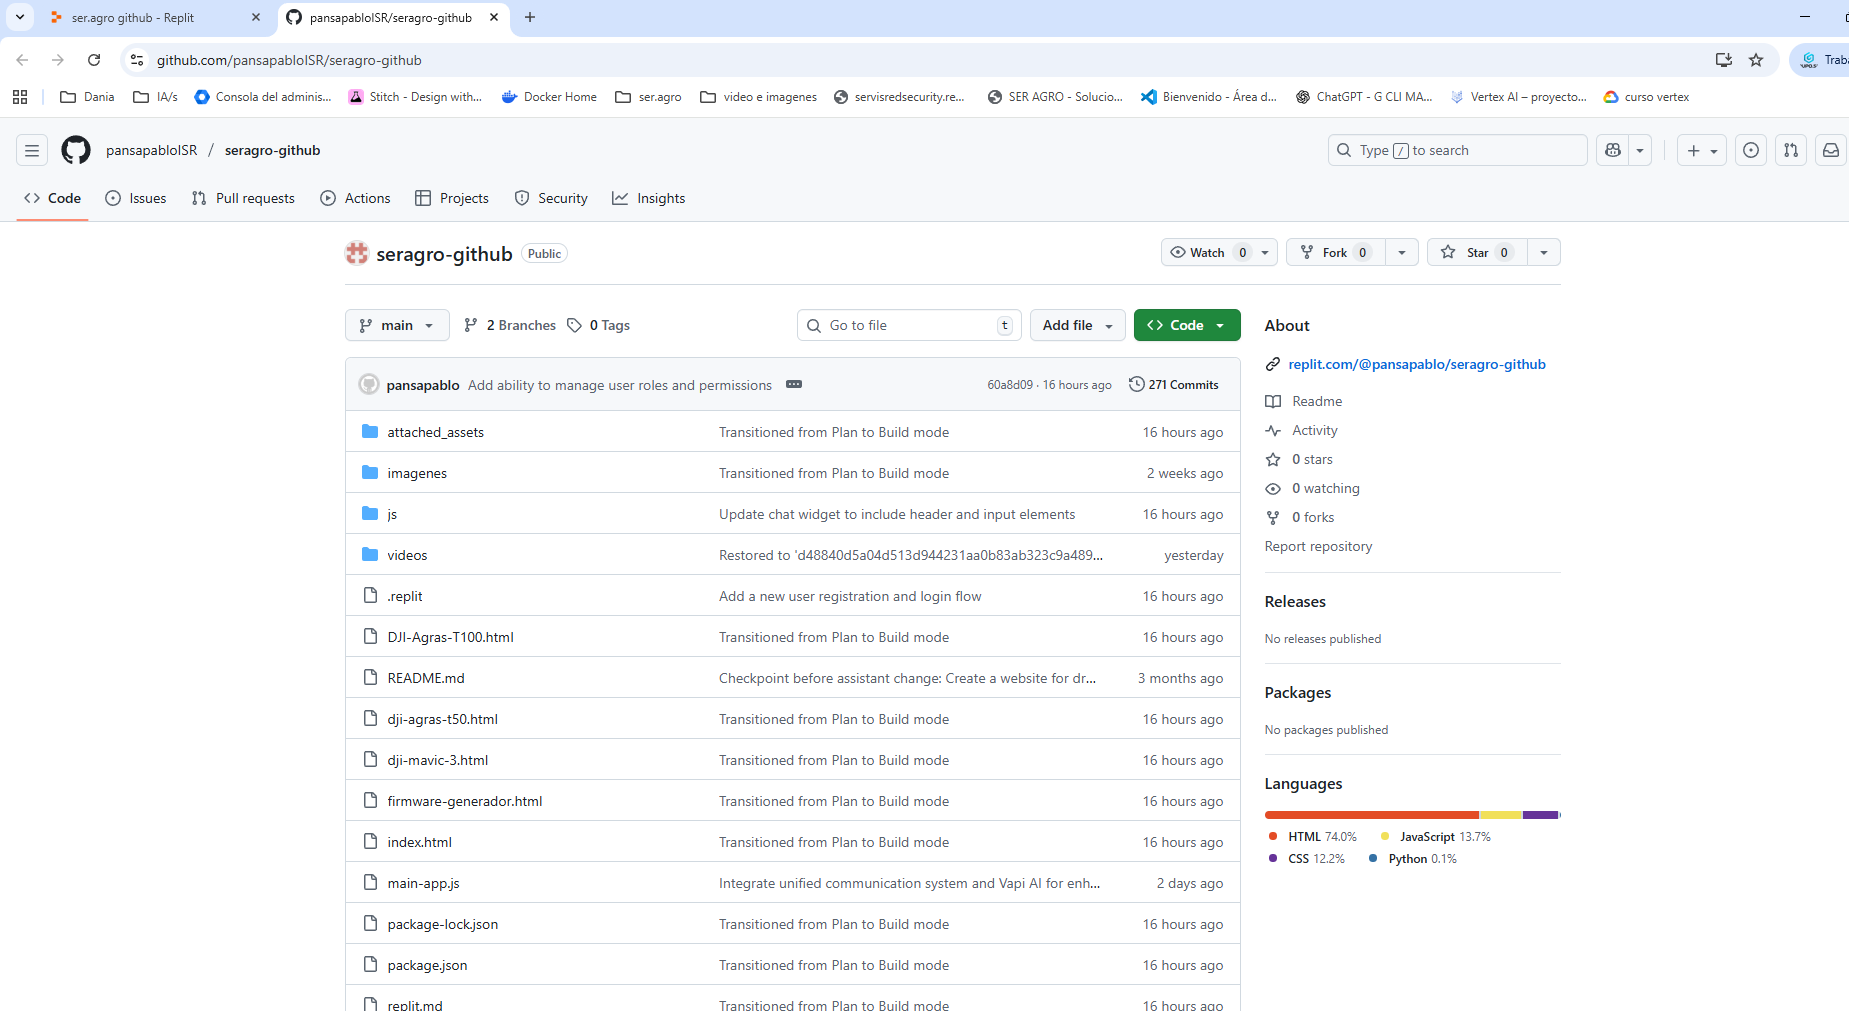 ser.agro github - Replit
pansapabloISR/seragro-github
github.com/pansapabloISR/seragro-github
Dania
IA/s
Consola del adminis...
Stitch - Design with...
Docker Home
ser.agro
video e imagenes
servisredsecurity.re...
SER AGRO - Solucio...
Bienvenido - Área d...
ChatGPT - G CLI MA...
Vertex AI – proyecto...
curso vertex
pansapabloISR / seragro-github
Type / to search
Code
Issues
Pull requests
Actions
Projects
Security
Insights
seragro-github Public
Watch 0
Fork 0
Star 0
main
2 Branches
0 Tags
Go to file t
Add file
Code
pansapablo Add ability to manage user roles and permissions 60a8d09 · 16 hours ago 271 Commits
attached_assets Transitioned from Plan to Build mode 16 hours ago
imagenes Transitioned from Plan to Build mode 2 weeks ago
js Update chat widget to include header and input elements 16 hours ago
videos Restored to 'd48840d5a04d513d944231aa0b83ab323c9a489... yesterday
.replit Add a new user registration and login flow 16 hours ago
DJI-Agras-T100.html Transitioned from Plan to Build mode 16 hours ago
README.md Checkpoint before assistant change: Create a website for dr... 3 months ago
dji-agras-t50.html Transitioned from Plan to Build mode 16 hours ago
dji-mavic-3.html Transitioned from Plan to Build mode 16 hours ago
firmware-generador.html Transitioned from Plan to Build mode 16 hours ago
index.html Transitioned from Plan to Build mode 16 hours ago
main-app.js Integrate unified communication system and Vapi AI for enh... 2 days ago
package-lock.json Transitioned from Plan to Build mode 16 hours ago
package.json Transitioned from Plan to Build mode 16 hours ago
replit.md Transitioned from Plan to Build mode 16 hours ago
About
replit.com/@pansapablo/seragro-github
Readme
Activity
0 stars
0 watching
0 forks
Report repository
Releases
No releases published
Packages
No packages published
Languages
HTML 74.0%
JavaScript 13.7%
CSS 12.2%
Python 0.1%